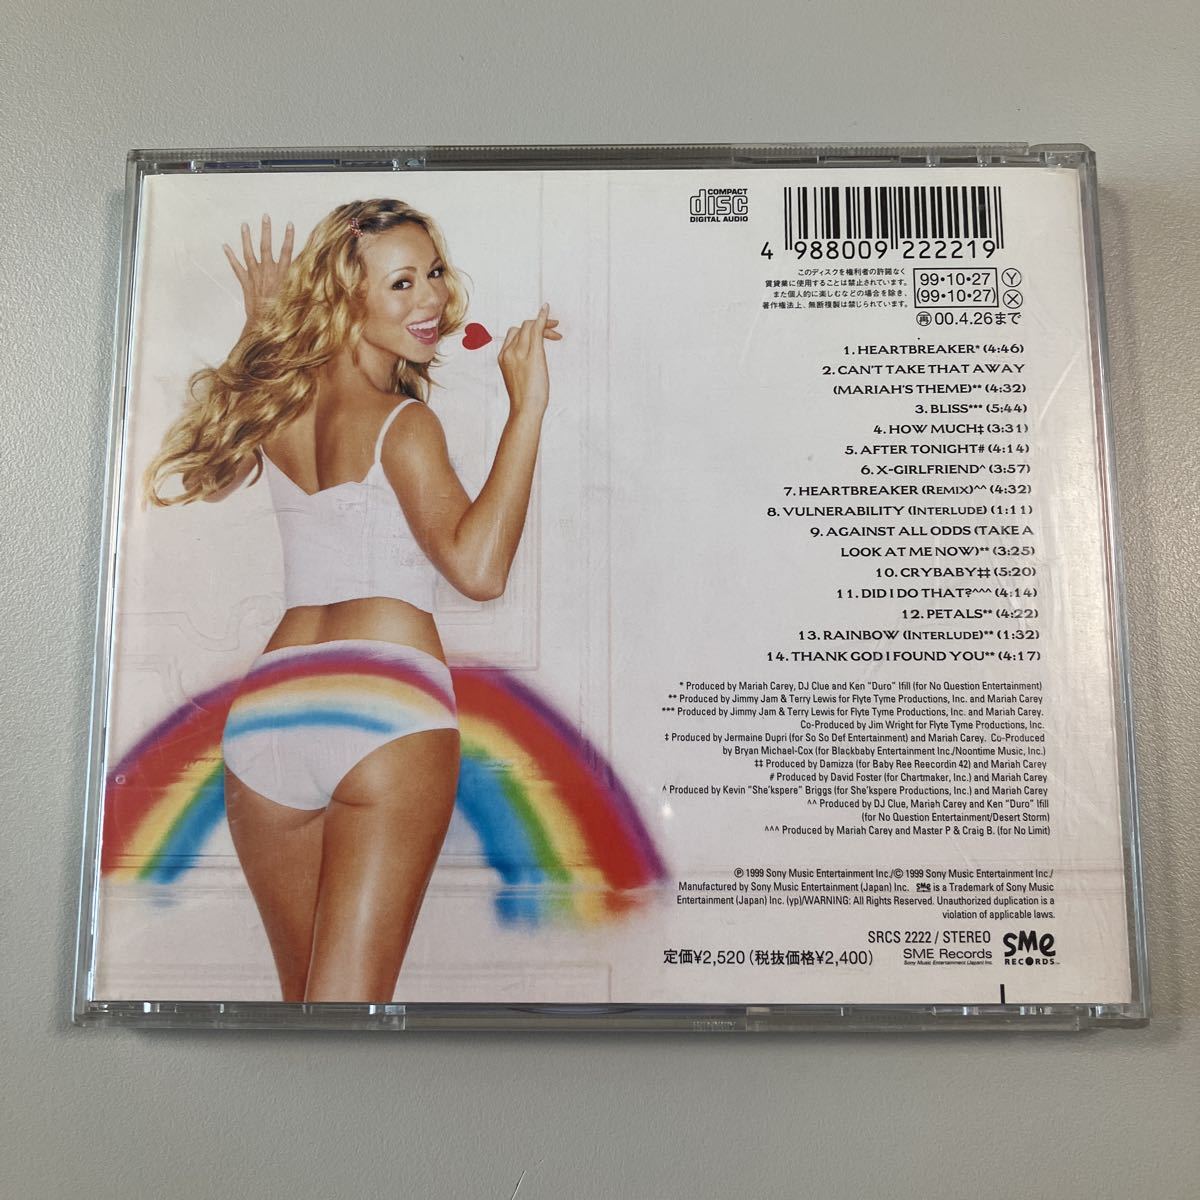 COMPACT
disc
DIGITAL AUDIO
4 988009 222219
このディスクを権利者の許諾なく
賃貸業に使用することは禁止されています。
また個人的に楽しむなどの場合を除き、
著作権法上、無断複製は禁じられています。
99•10•27 Y
(99•10•27) X
再 00.4.26まで
1. HEARTBREAKER* (4:46)
2. CAN'T TAKE THAT AWAY
(MARIAH'S THEME)** (4:32)
3. BLISS*** (5:44)
4. HOW MUCH‡ (3:31)
5. AFTER TONIGHT# (4:14)
6. X-GIRLFRIEND^ (3:57)
7. HEARTBREAKER (REMIX)^^ (4:32)
8. VULNERABILITY (INTERLUDE) (1:11)
9. AGAINST ALL ODDS (TAKE A
LOOK AT ME NOW)** (3:25)
10. CRYBABY‡‡ (5:20)
11. DID I DO THAT?^^^ (4:14)
12. PETALS** (4:22)
13. RAINBOW (INTERLUDE)** (1:32)
14. THANK GOD I FOUND YOU** (4:17)
* Produced by Mariah Carey, DJ Clue and Ken "Duro" Ifill (for No Question Entertainment)
** Produced by Jimmy Jam & Terry Lewis for Flyte Tyme Productions, Inc. and Mariah Carey
*** Produced by Jimmy Jam & Terry Lewis for Flyte Tyme Productions, Inc. and Mariah Carey.
Co-Produced by Jim Wright for Flyte Tyme Productions, Inc.
‡ Produced by Jermaine Dupri (for So So Def Entertainment) and Mariah Carey. Co-Produced
by Bryan Michael-Cox (for Blackbaby Entertainment Inc./Noontime Music, Inc.)
‡‡ Produced by Damizza (for Baby Ree Reecordin 42) and Mariah Carey
# Produced by David Foster (for Chartmaker, Inc.) and Mariah Carey
^ Produced by Kevin "She'kspere" Briggs (for She'kspere Productions, Inc.) and Mariah Carey
^^ Produced by DJ Clue, Mariah Carey and Ken "Duro" Ifill
(for No Question Entertainment/Desert Storm)
^^^ Produced by Mariah Carey and Master P & Craig B. (for No Limit)
℗ 1999 Sony Music Entertainment Inc./© 1999 Sony Music Entertainment Inc./
Manufactured by Sony Music Entertainment (Japan) Inc. SMe is a Trademark of Sony Music
Entertainment (Japan) Inc. (yp)/WARNING: All Rights Reserved. Unauthorized duplication is a
violation of applicable laws.
SRCS 2222 / STEREO
SME Records
Sony Music Entertainment (Japan) Inc.
SMe
RECORDS
定価¥2,520 (税抜価格¥2,400)